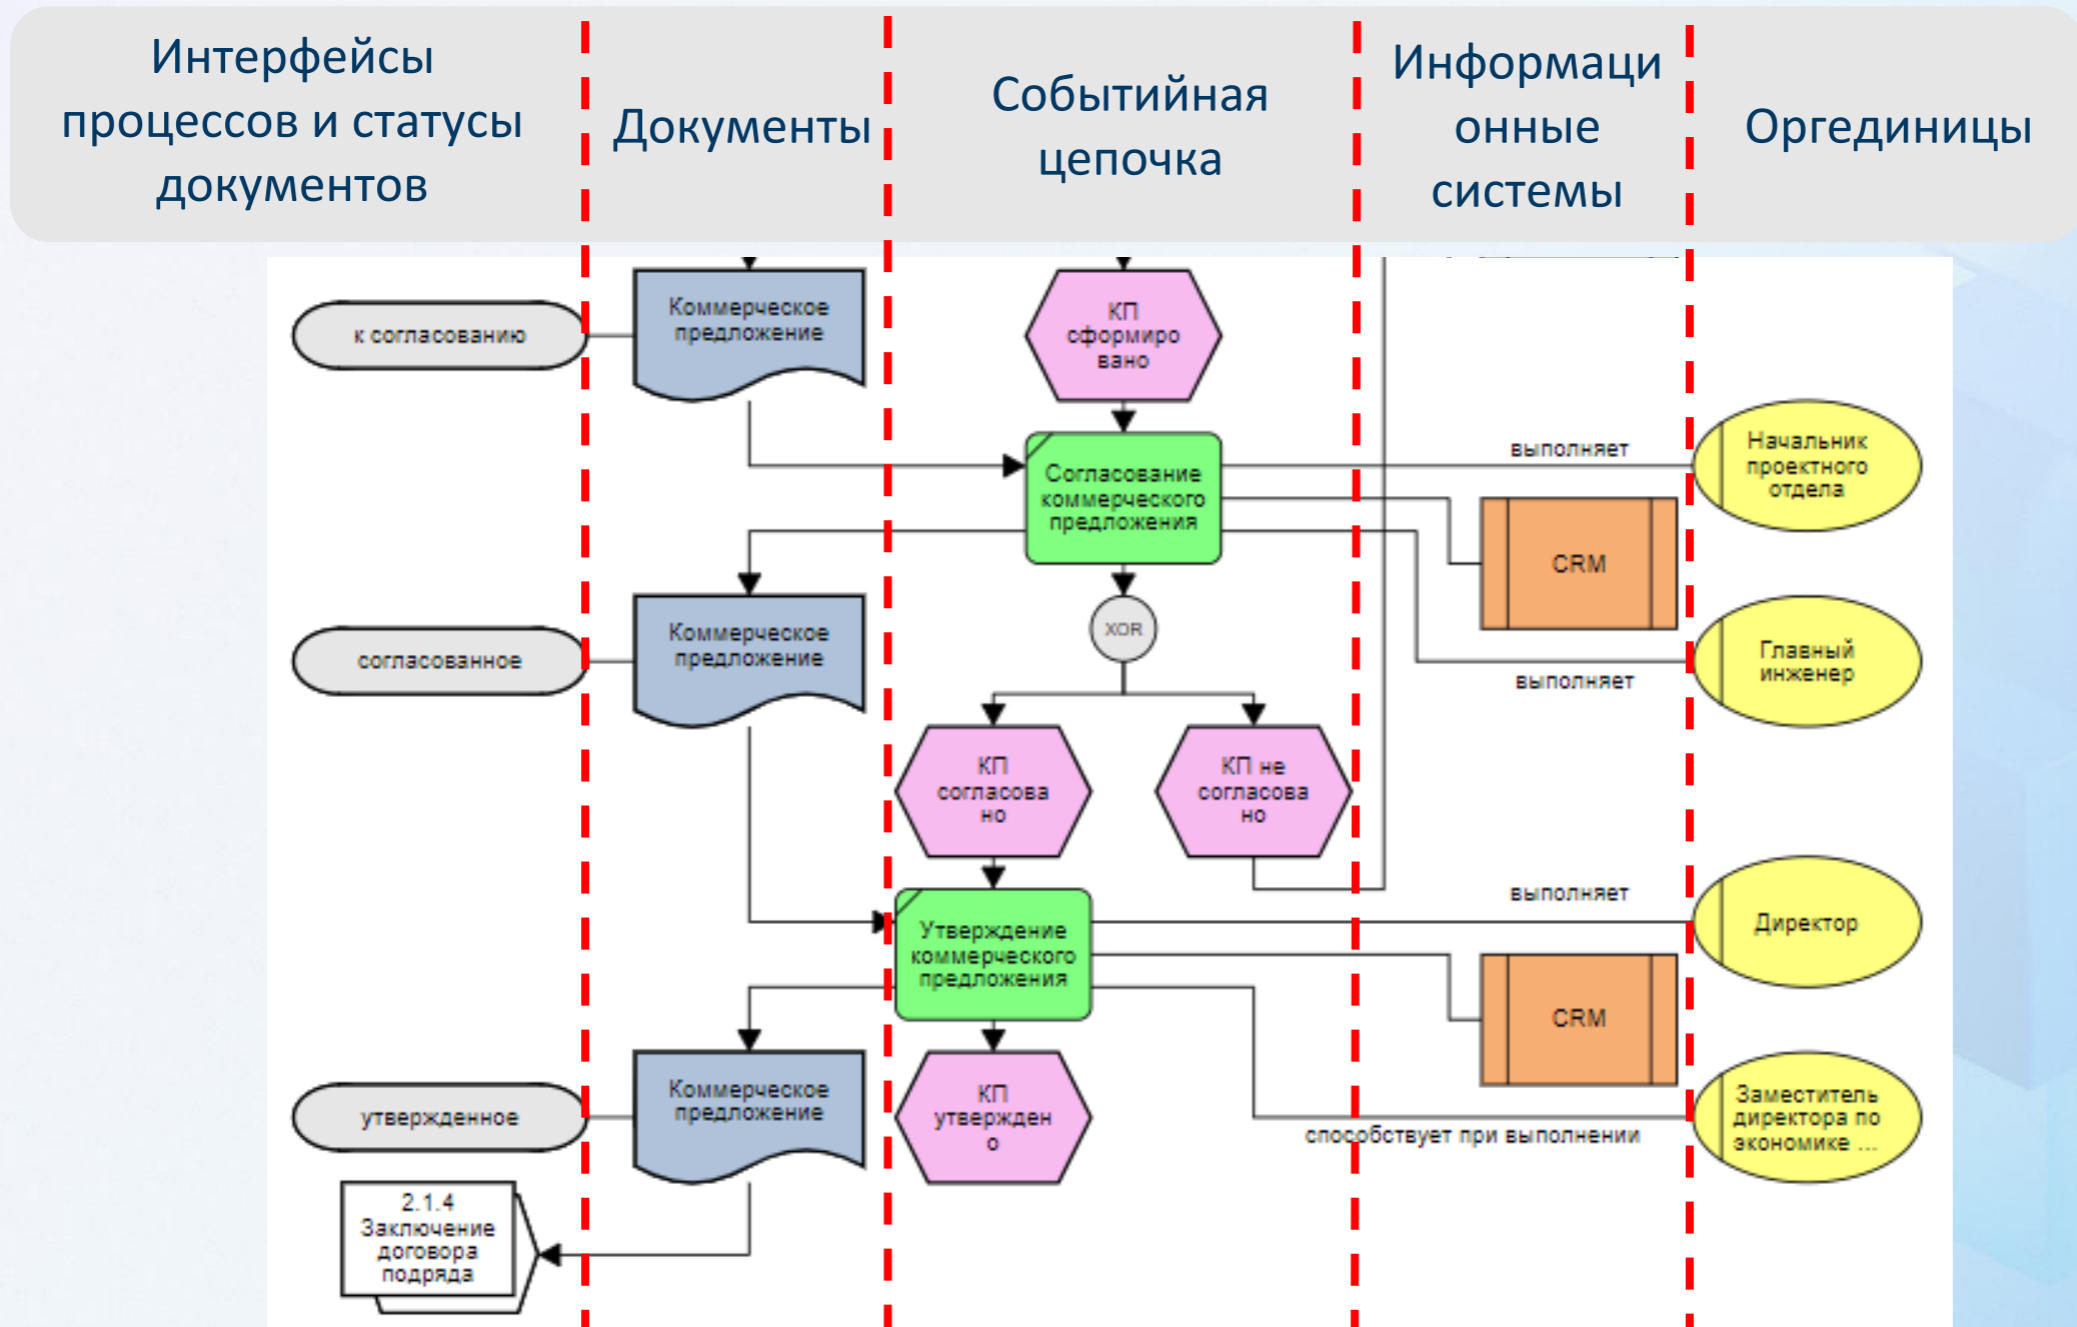 Интерфейсы
процессов и статусы
документов
Документы
Событийная
цепочка
Информаци
онные
системы
Оргединицы
к согласованию
Коммерческое
предложение
КП
сформиро
вано
Согласование
коммерческого
предложения
выполняет
Начальник
проектного
отдела
CRM
согласованное
Коммерческое
предложение
XOR
выполняет
Главный
инженер
КП
согласова
но
КП не
согласова
но
Утверждение
коммерческого
предложения
выполняет
Директор
CRM
утвержденное
Коммерческое
предложение
КП
утвержден
о
способствует при выполнении
Заместитель
директора по
экономике ...
2.1.4
Заключение
договора
подряда